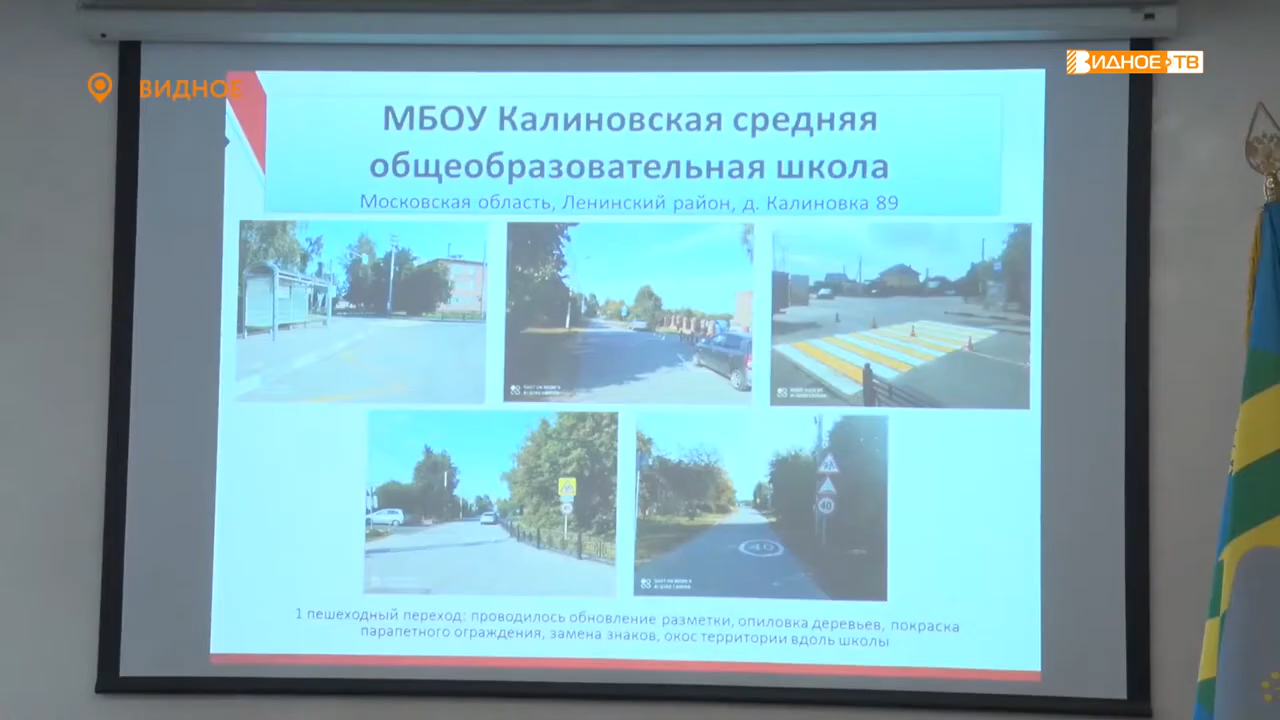 ВИДНОЕ
ВИДНОЕ ТВ
МБОУ Калиновская средняя
общеобразовательная школа
Московская область, Ленинский район, д. Калиновка 89
40
40
1 пешеходный переход: проводилось обновление разметки, опиловка деревьев, покраска
парапетного ограждения, замена знаков, окос территории вдоль школы